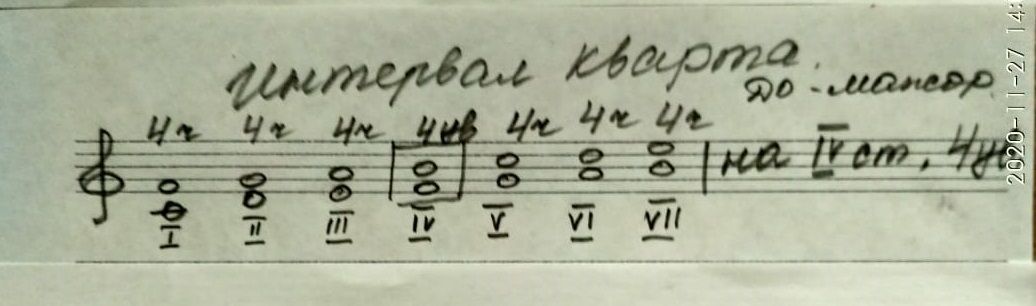 интервал кварта.
До-мажор
4ч 4ч 4ч 4ув 4ч 4ч 4ч
на IV ст. 4ув
I II III IV V VI VII
2020-11-27 14: